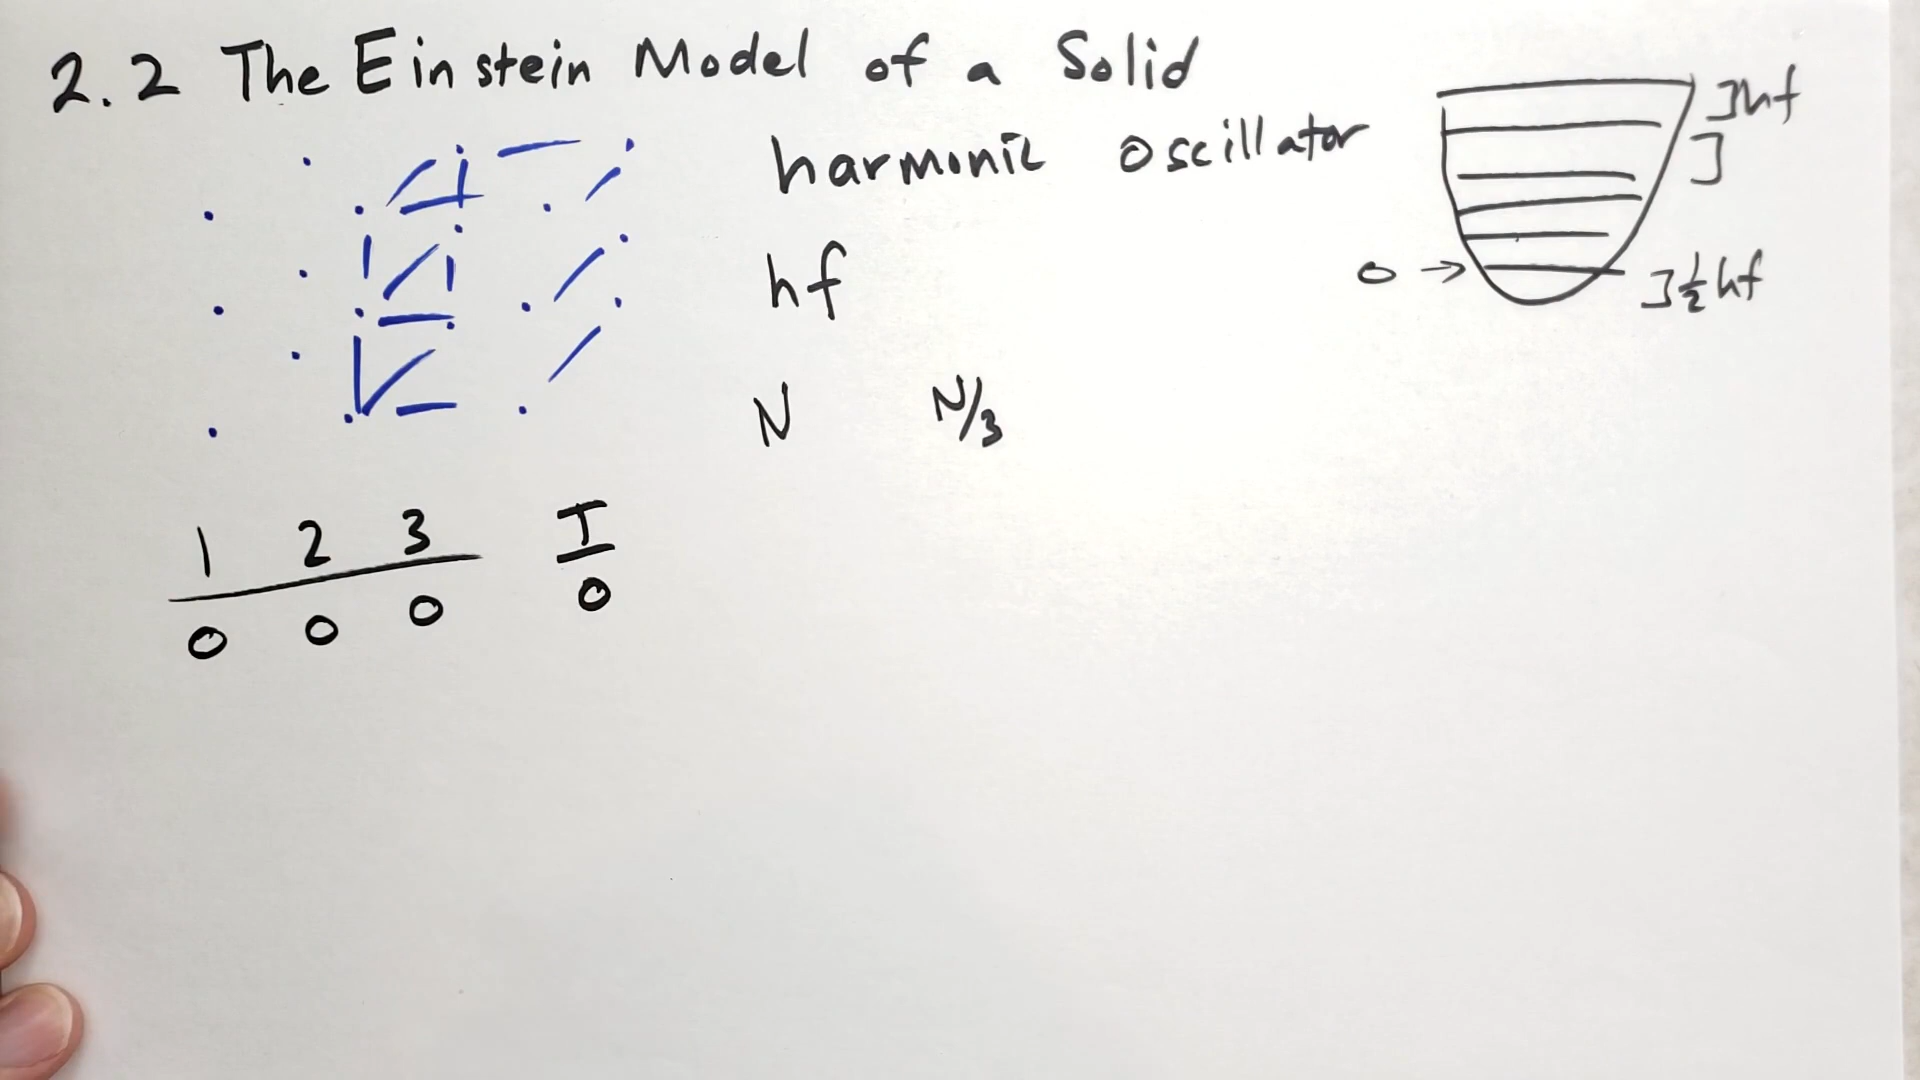 2.2 The Einstein Model of a Solid
harmonic oscillator
]hf
]
hf
0 → ]½hf
N N/3
1 2 3 T
0 0 0 0